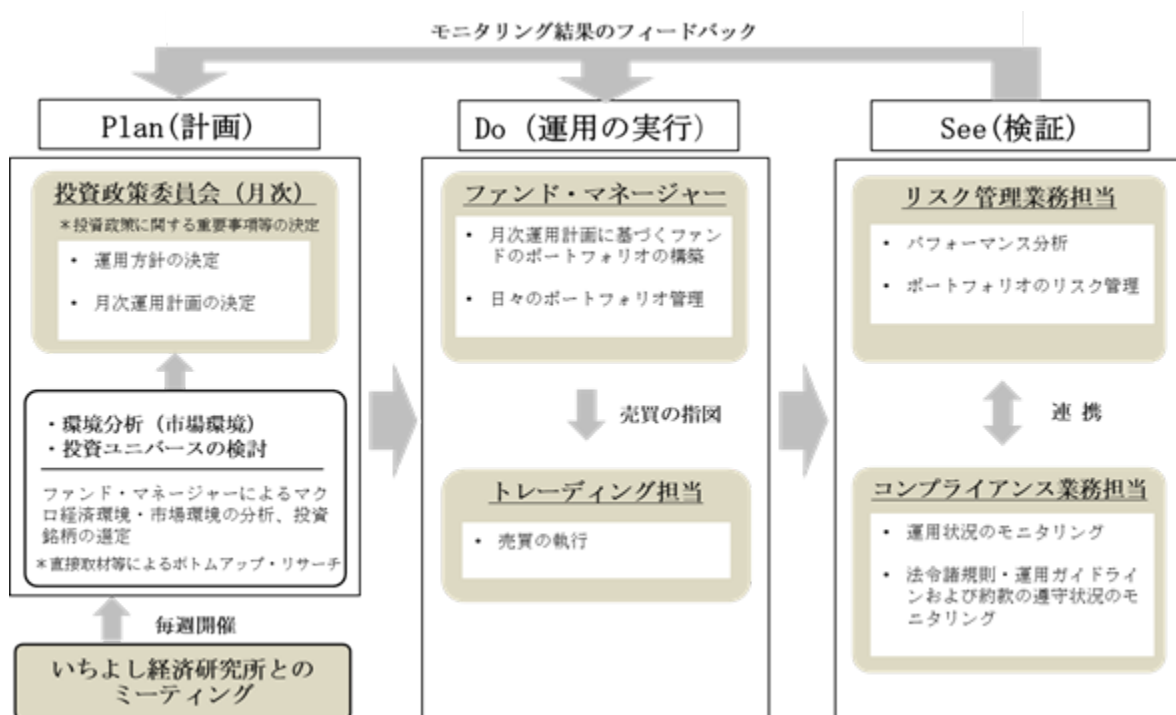 モニタリング結果のフィードバック
Plan(計画)
投資政策委員会（月次）
＊投資政策に関する重要事項等の決定
・ 運用方針の決定
・ 月次運用計画の決定
・環境分析（市場環境）
・投資ユニバースの検討
ファンド・マネージャーによるマク
ロ経済環境・市場環境の分析、投資
銘柄の選定
＊直接取材等によるボトムアップ・リサーチ
毎週開催
いちよし経済研究所との
ミーティング
Do（運用の実行）
ファンド・マネージャー
・ 月次運用計画に基づくファン
ドのポートフォリオの構築
・ 日々のポートフォリオ管理
売買の指図
トレーディング担当
・ 売買の執行
See(検証)
リスク管理業務担当
・ パフォーマンス分析
・ ポートフォリオのリスク管理
連 携
コンプライアンス業務担当
・ 運用状況のモニタリング
・ 法令諸規則・運用ガイドライ
ンおよび約款の遵守状況のモ
ニタリング